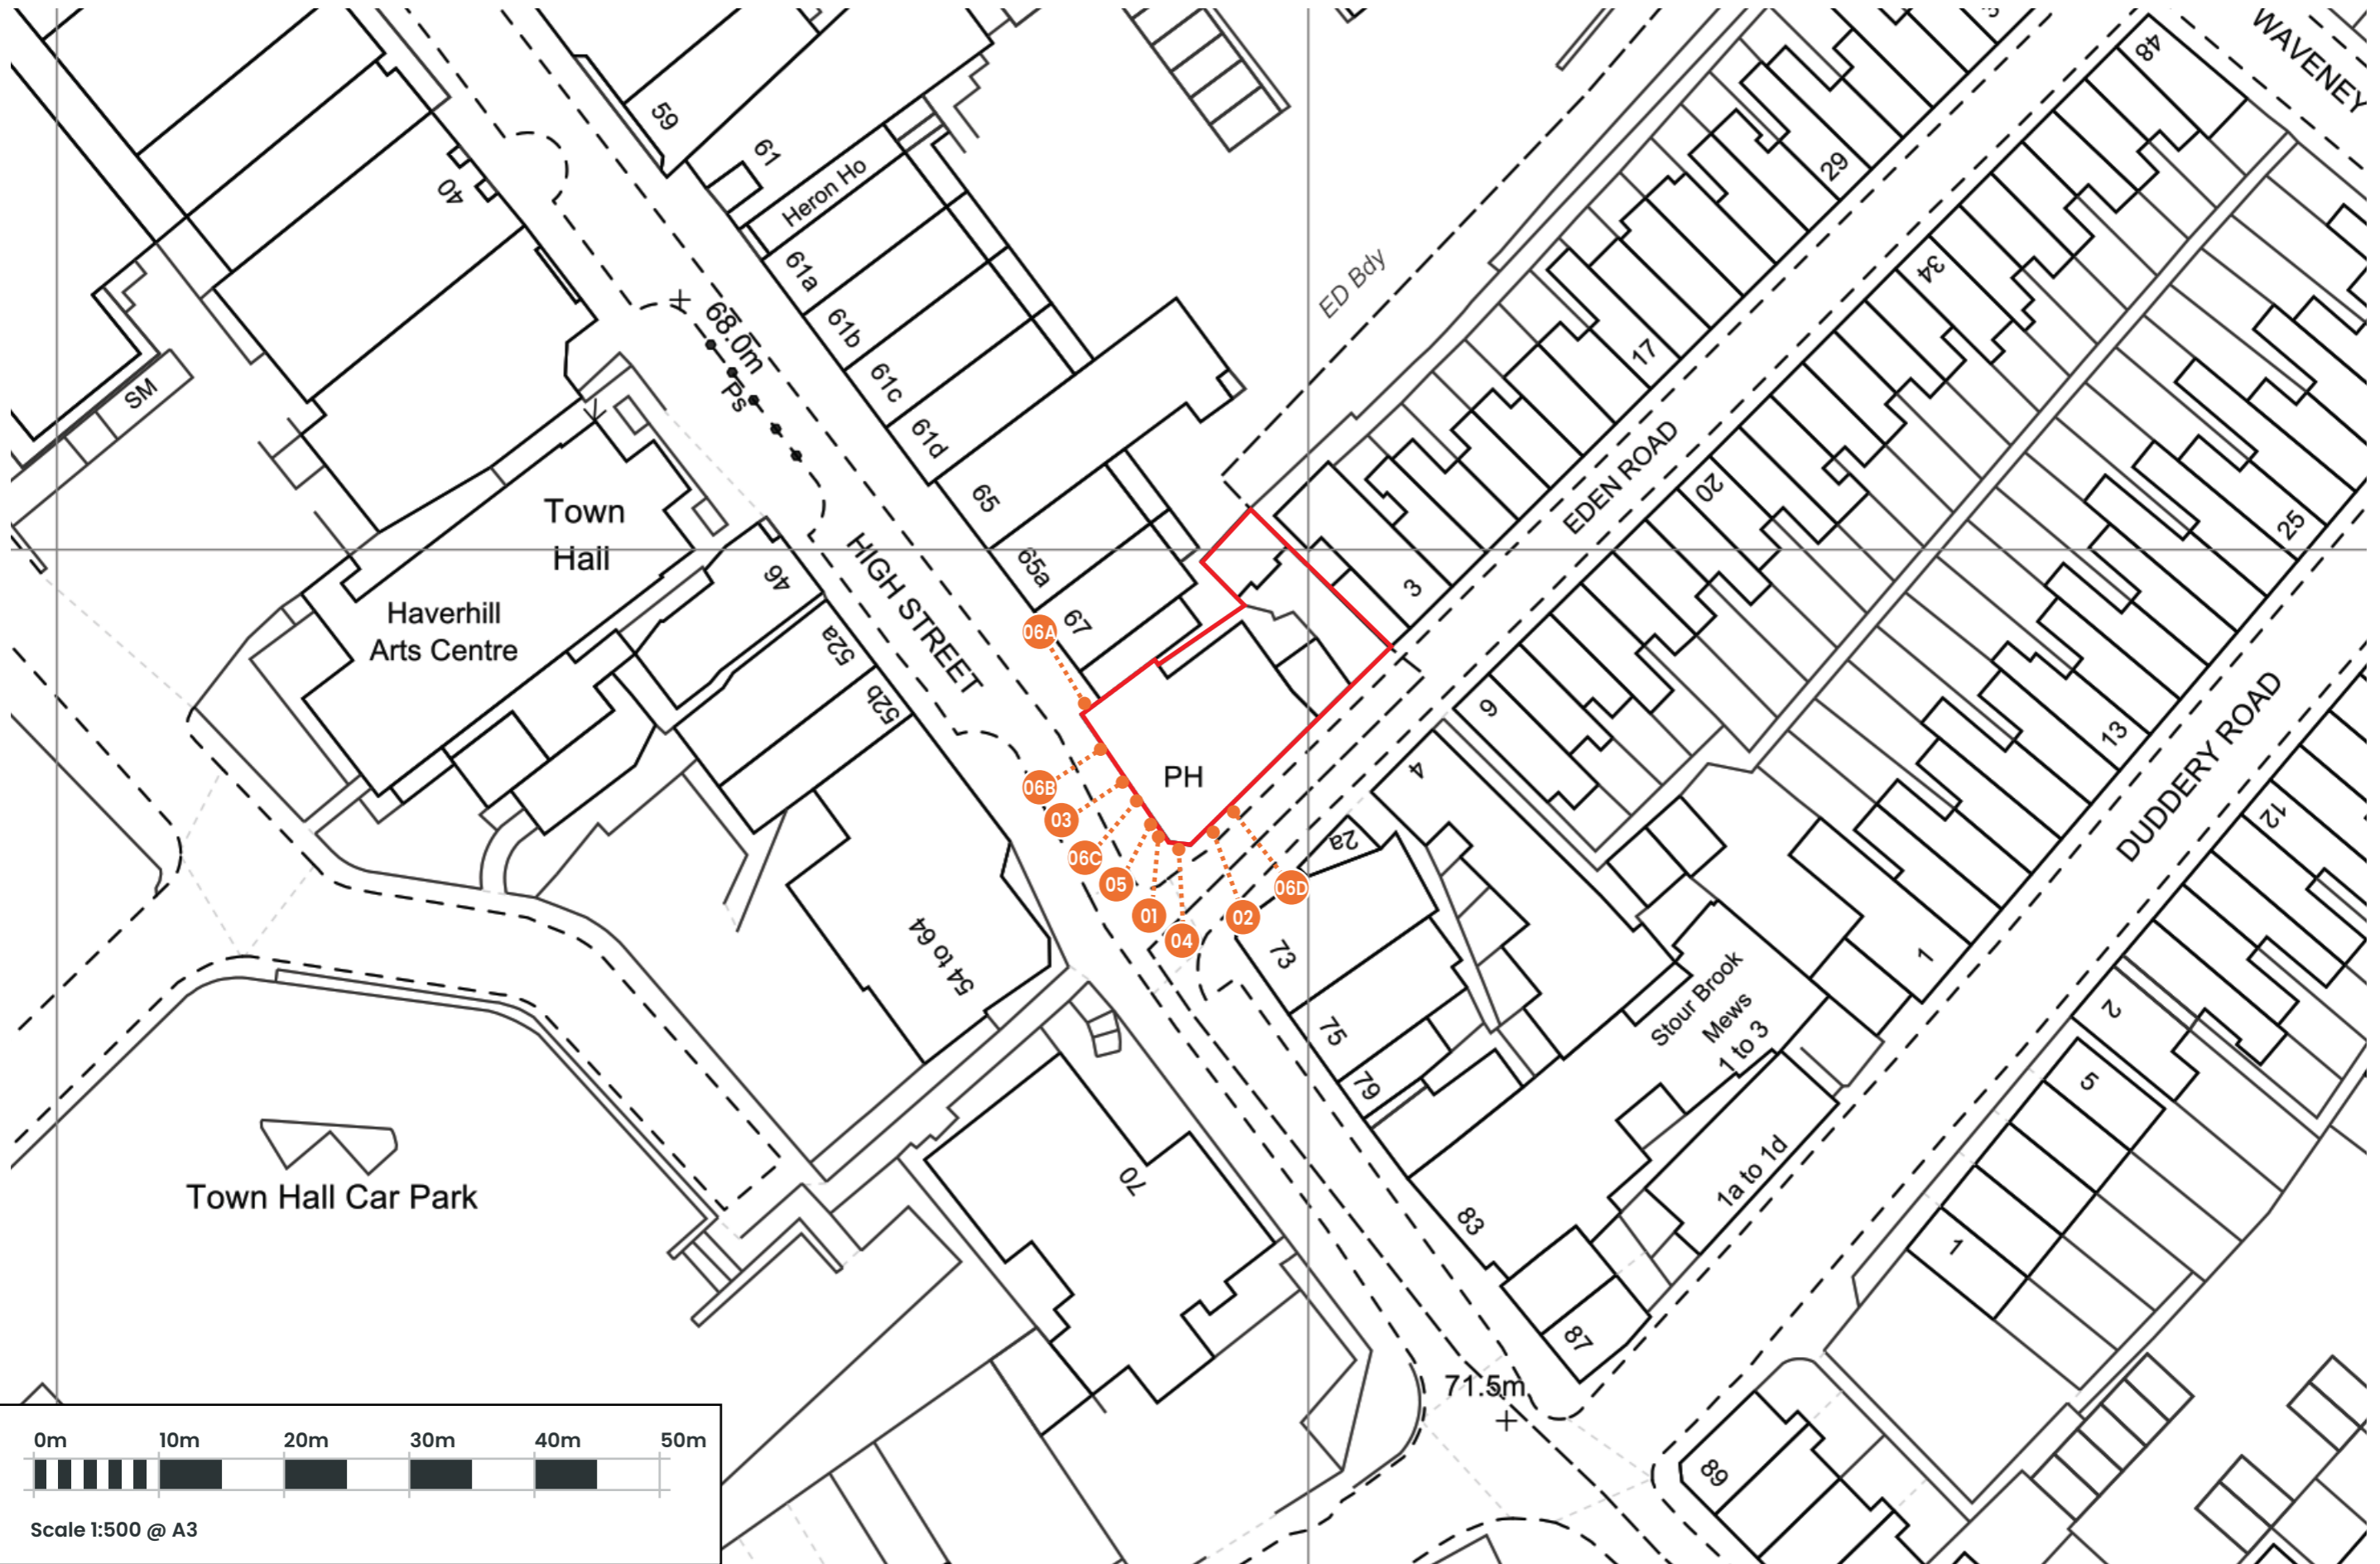 WAVENEY
48
59
61
Heron Ho
40
29
61a
34
ED Bdy
68.0m
61b
17
SM
Ps
61c
61d
EDEN ROAD
20
65
Town
Hall
25
HIGH STREET
65a
46
3
Haverhill
Arts Centre
67
06A
52a
52b
9
13
DUDDERY ROAD
PH
4
06B
03
12
2a
06C
05
06D
01
02
04
54 to 64
73
1
Stour Brook
Mews
1 to 3
75
2
79
5
70
1a to 1d
Town Hall Car Park
83
1
87
71.5m
89
0m 10m 20m 30m 40m 50m
Scale 1:500 @ A3